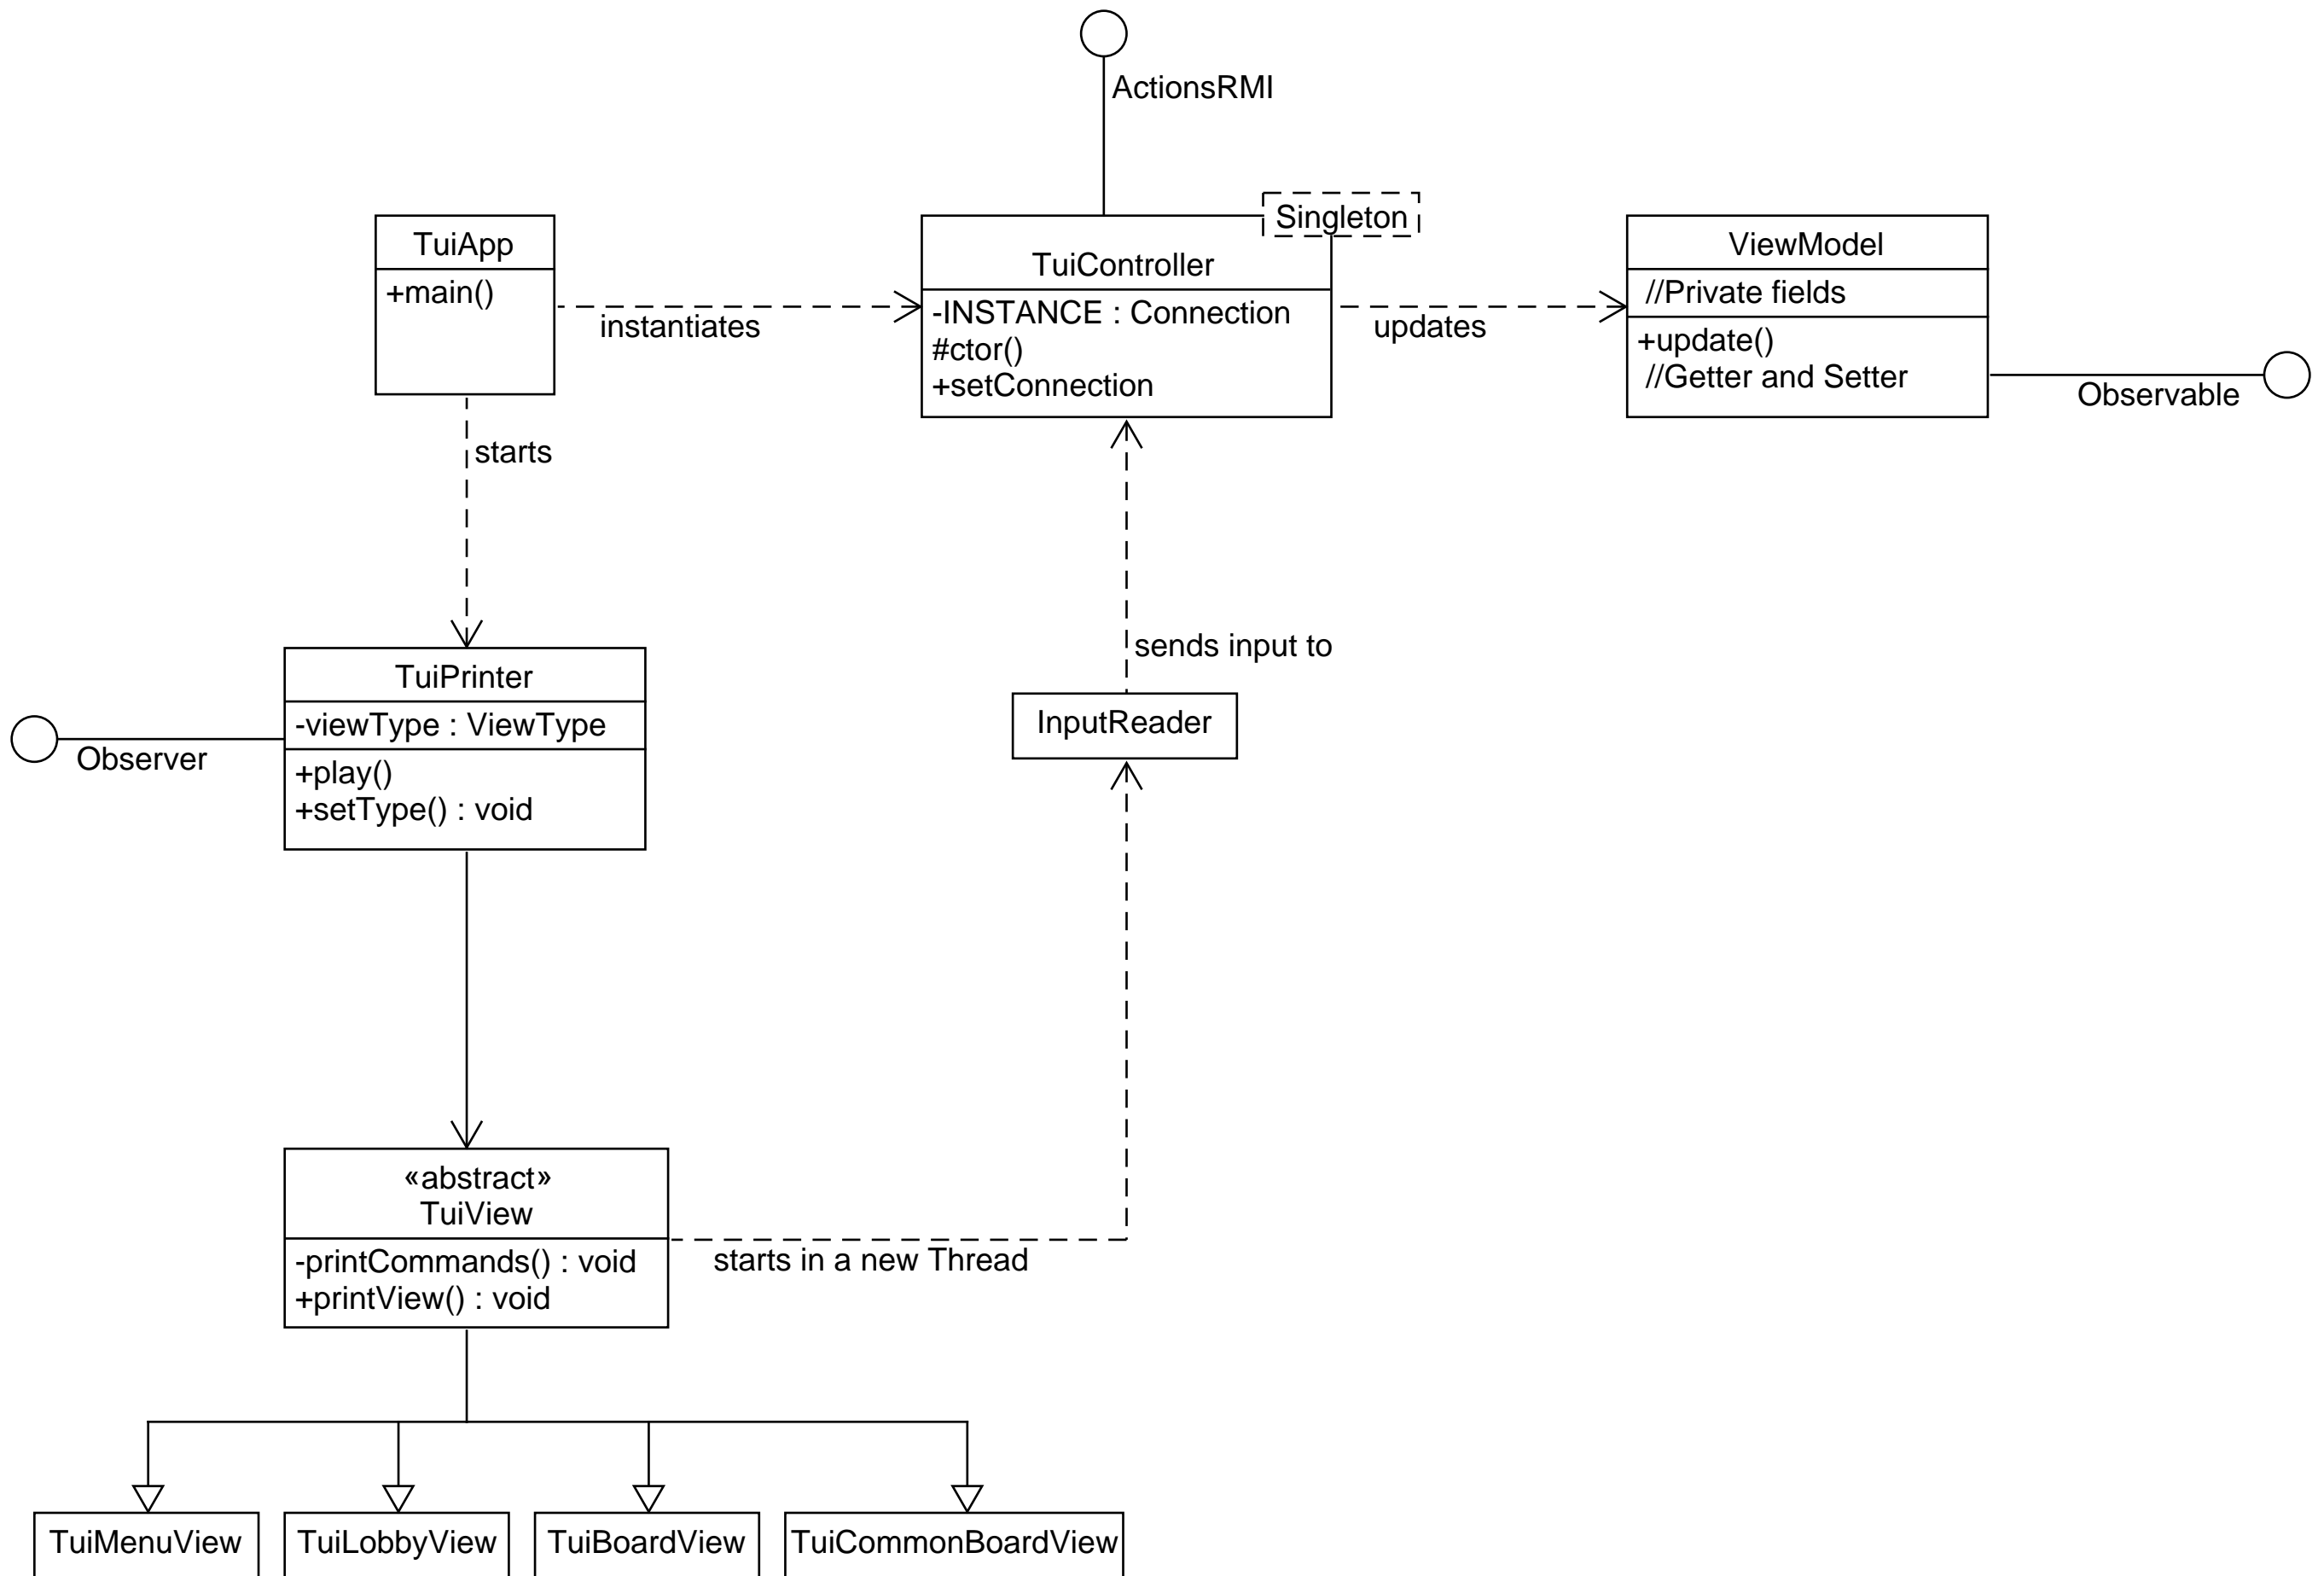 ActionsRMI
Singleton
TuiApp
+main()
instantiates
TuiController
-INSTANCE : Connection
#ctor()
+setConnection
updates
ViewModel
//Private fields
+update()
//Getter and Setter
Observable
starts
sends input to
TuiPrinter
-viewType : ViewType
+play()
+setType() : void
Observer
InputReader
«abstract»
TuiView
-printCommands() : void
+printView() : void
starts in a new Thread
TuiMenuView
TuiLobbyView
TuiBoardView
TuiCommonBoardView